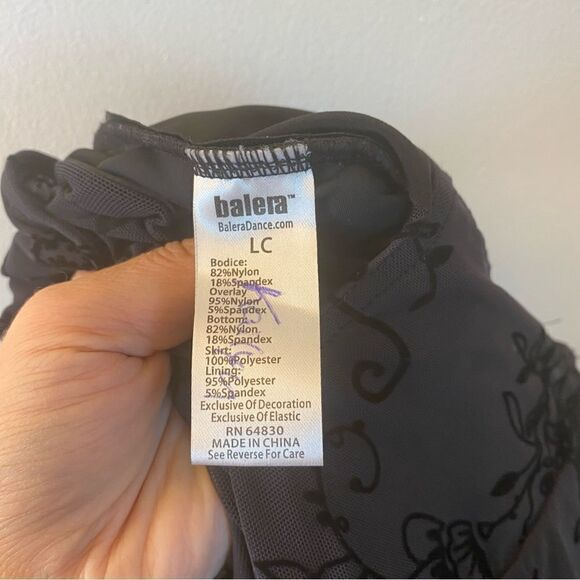 balera™
BaleraDance.com
LC
Bodice:
82%Nylon
18%Spandex
Overlay
95%Nylon
5%Spandex
Bottom:
82%Nylon
18%Spandex
Skirt:
100%Polyester
Lining:
95%Polyester
5%Spandex
Exclusive Of Decoration
Exclusive Of Elastic
RN 64830
MADE IN CHINA
See Reverse For Care